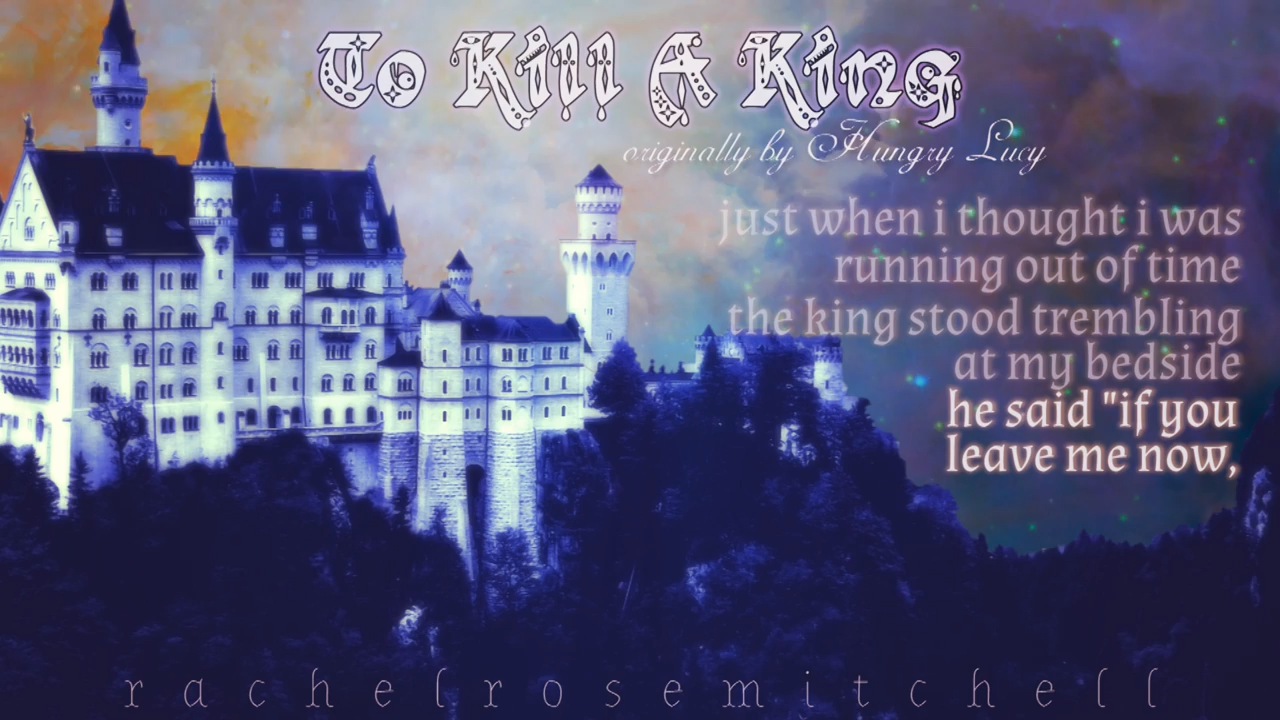 To Kill A King
originally by Hungry Lucy
just when i thought i was
running out of time
the king stood trembling
at my bedside
he said "if you
leave me now,
rachelrosemitchell